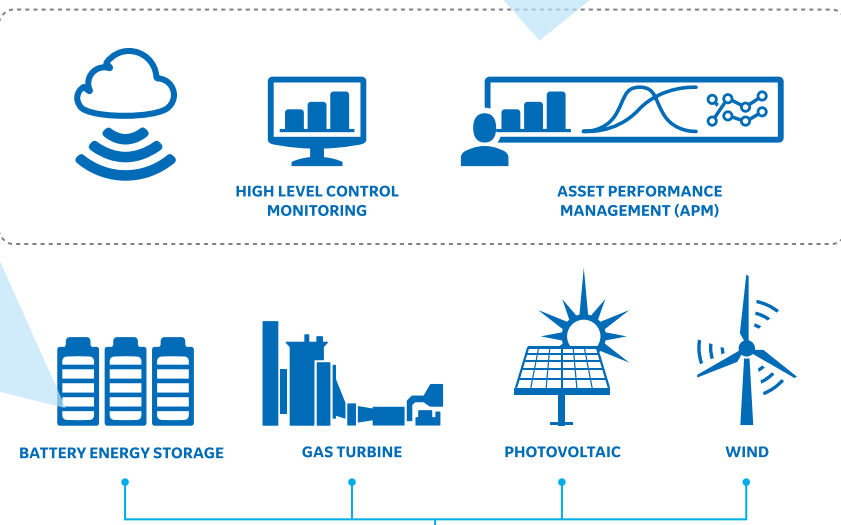 HIGH LEVEL CONTROL
MONITORING
ASSET PERFORMANCE
MANAGEMENT (APM)
BATTERY ENERGY STORAGE
GAS TURBINE
PHOTOVOLTAIC
WIND